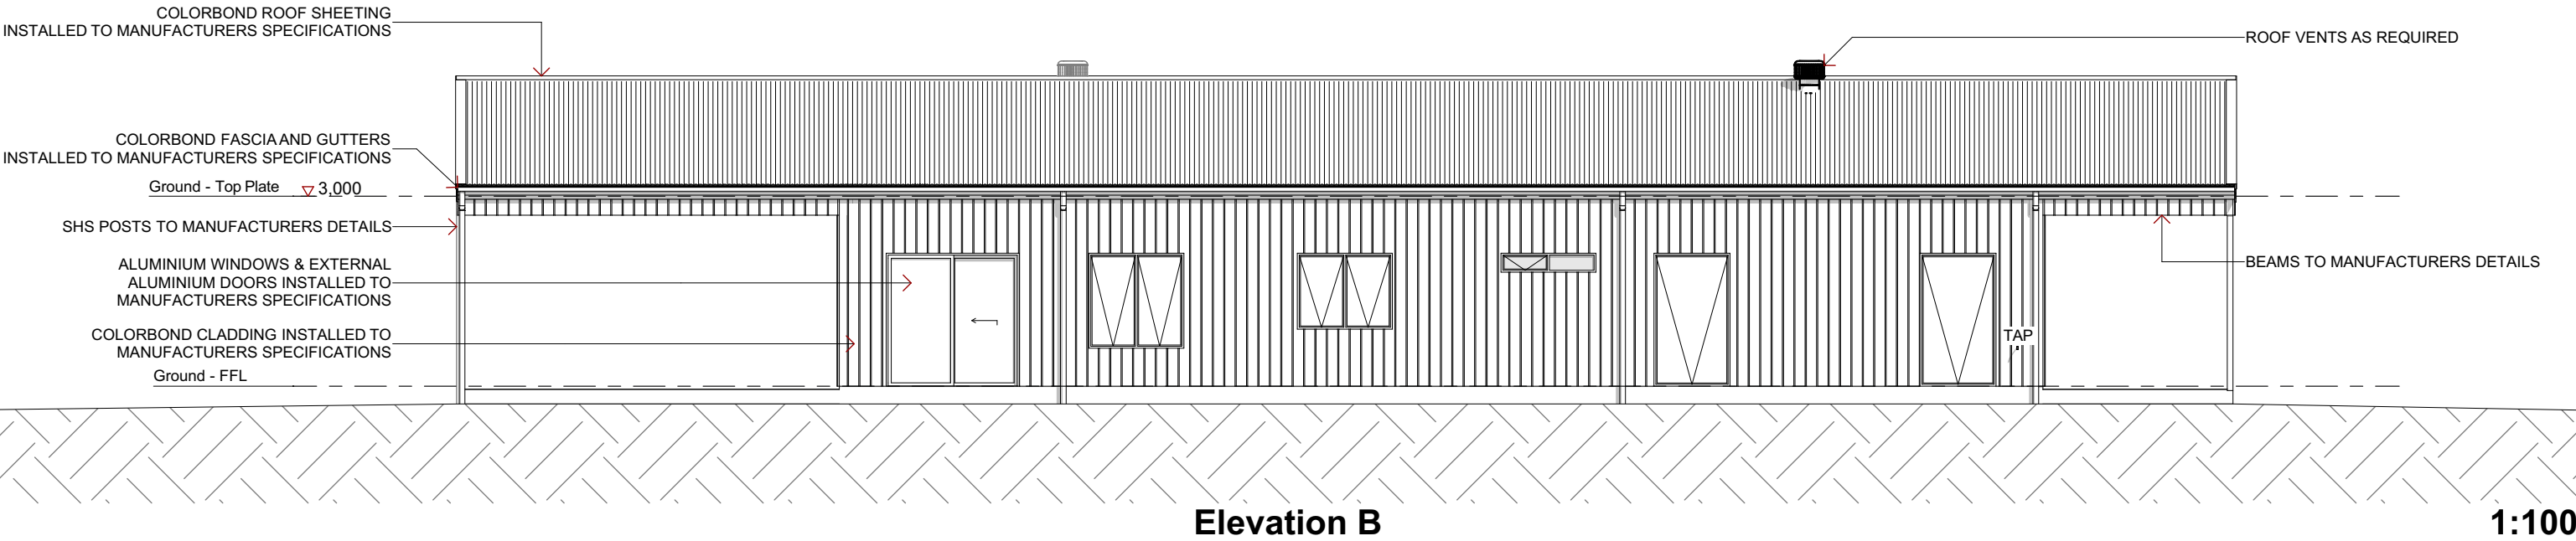 COLORBOND ROOF SHEETING
INSTALLED TO MANUFACTURERS SPECIFICATIONS
ROOF VENTS AS REQUIRED
COLORBOND FASCIA AND GUTTERS
INSTALLED TO MANUFACTURERS SPECIFICATIONS
Ground - Top Plate 3,000
SHS POSTS TO MANUFACTURERS DETAILS
ALUMINIUM WINDOWS & EXTERNAL
ALUMINIUM DOORS INSTALLED TO
MANUFACTURERS SPECIFICATIONS
BEAMS TO MANUFACTURERS DETAILS
COLORBOND CLADDING INSTALLED TO
MANUFACTURERS SPECIFICATIONS
TAP
Ground - FFL
Elevation B
1:100